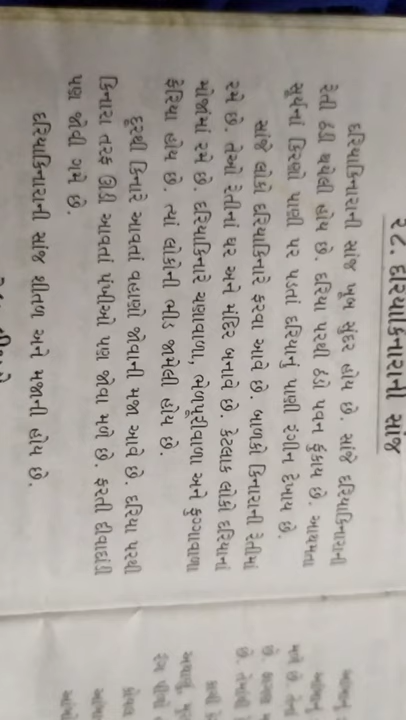 ૨૮. દરિયાકિનારાની સાંજ
દરિયાકિનારાની સાંજ ખૂબ સુંદર હોય છે. સાંજે દરિયાકિનારાની
રેતી ઠંડી થયેલી હોય છે. દરિયા પરથી ઠંડો પવન ફૂંકાય છે. આથમતા
સૂર્યનાં કિરણો પાણી પર પડતાં દરિયાનું પાણી રંગીન દેખાય છે.
સાંજે લોકો દરિયાકિનારે ફરવા આવે છે. બાળકો કિનારાની રેતીમાં
રમે છે. તેઓ રેતીનાં ઘર અને મંદિર બનાવે છે. કેટલાક લોકો દરિયાનાં
મોજાંમાં રમે છે. દરિયાકિનારે ચણાવાળા, ભેળપૂરીવાળા અને ફુગ્ગાવાળા
ફેરિયા હોય છે. ત્યાં લોકોની ભીડ જામેલી હોય છે.
દૂરથી કિનારે આવતાં વહાણો જોવાની મજા આવે છે. દરિયા પરથી
કિનારા તરફ ઊડી આવતાં પંખીઓ પણ જોવા મળે છે. ફરતી દીવાદાંડી
પણ જોવી ગમે છે.
દરિયાકિનારાની સાંજ શીતળ અને મજાની હોય છે.